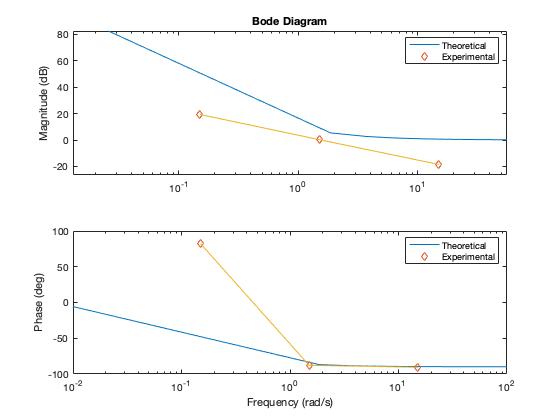 Bode Diagram
80
60
40
20
0
-20
Magnitude (dB)
Theoretical
Experimental
10-1
100
101
100
50
0
-50
-100
Phase (deg)
Theoretical
Experimental
10-2
10-1
100
101
102
Frequency (rad/s)